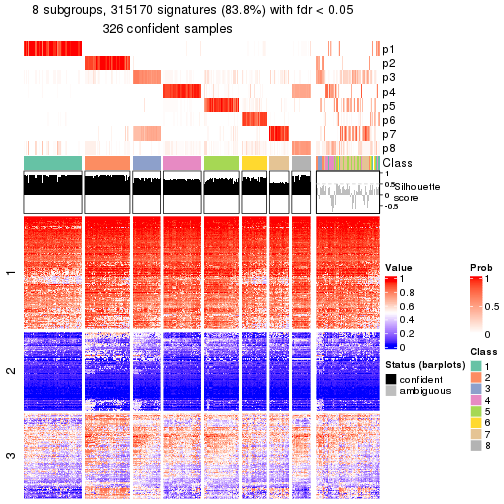 8 subgroups, 315170 signatures (83.8%) with fdr < 0.05
326 confident samples
p1
p2
p3
p4
p5
p6
p7
p8
Class
1
0.5
0
-0.5
Silhouette
score
1
2
3
Value
1
0.8
0.6
0.4
0.2
0
Status (barplots)
confident
ambiguous
Prob
1
0.5
0
Class
1
2
3
4
5
6
7
8